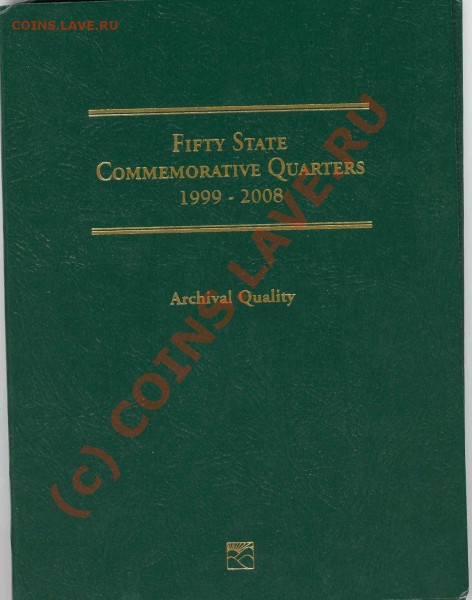 COINS.LAVE.RU
FIFTY STATE
COMMEMORATIVE QUARTERS
1999 - 2008
Archival Quality
(c) COINS.LAVE.RU